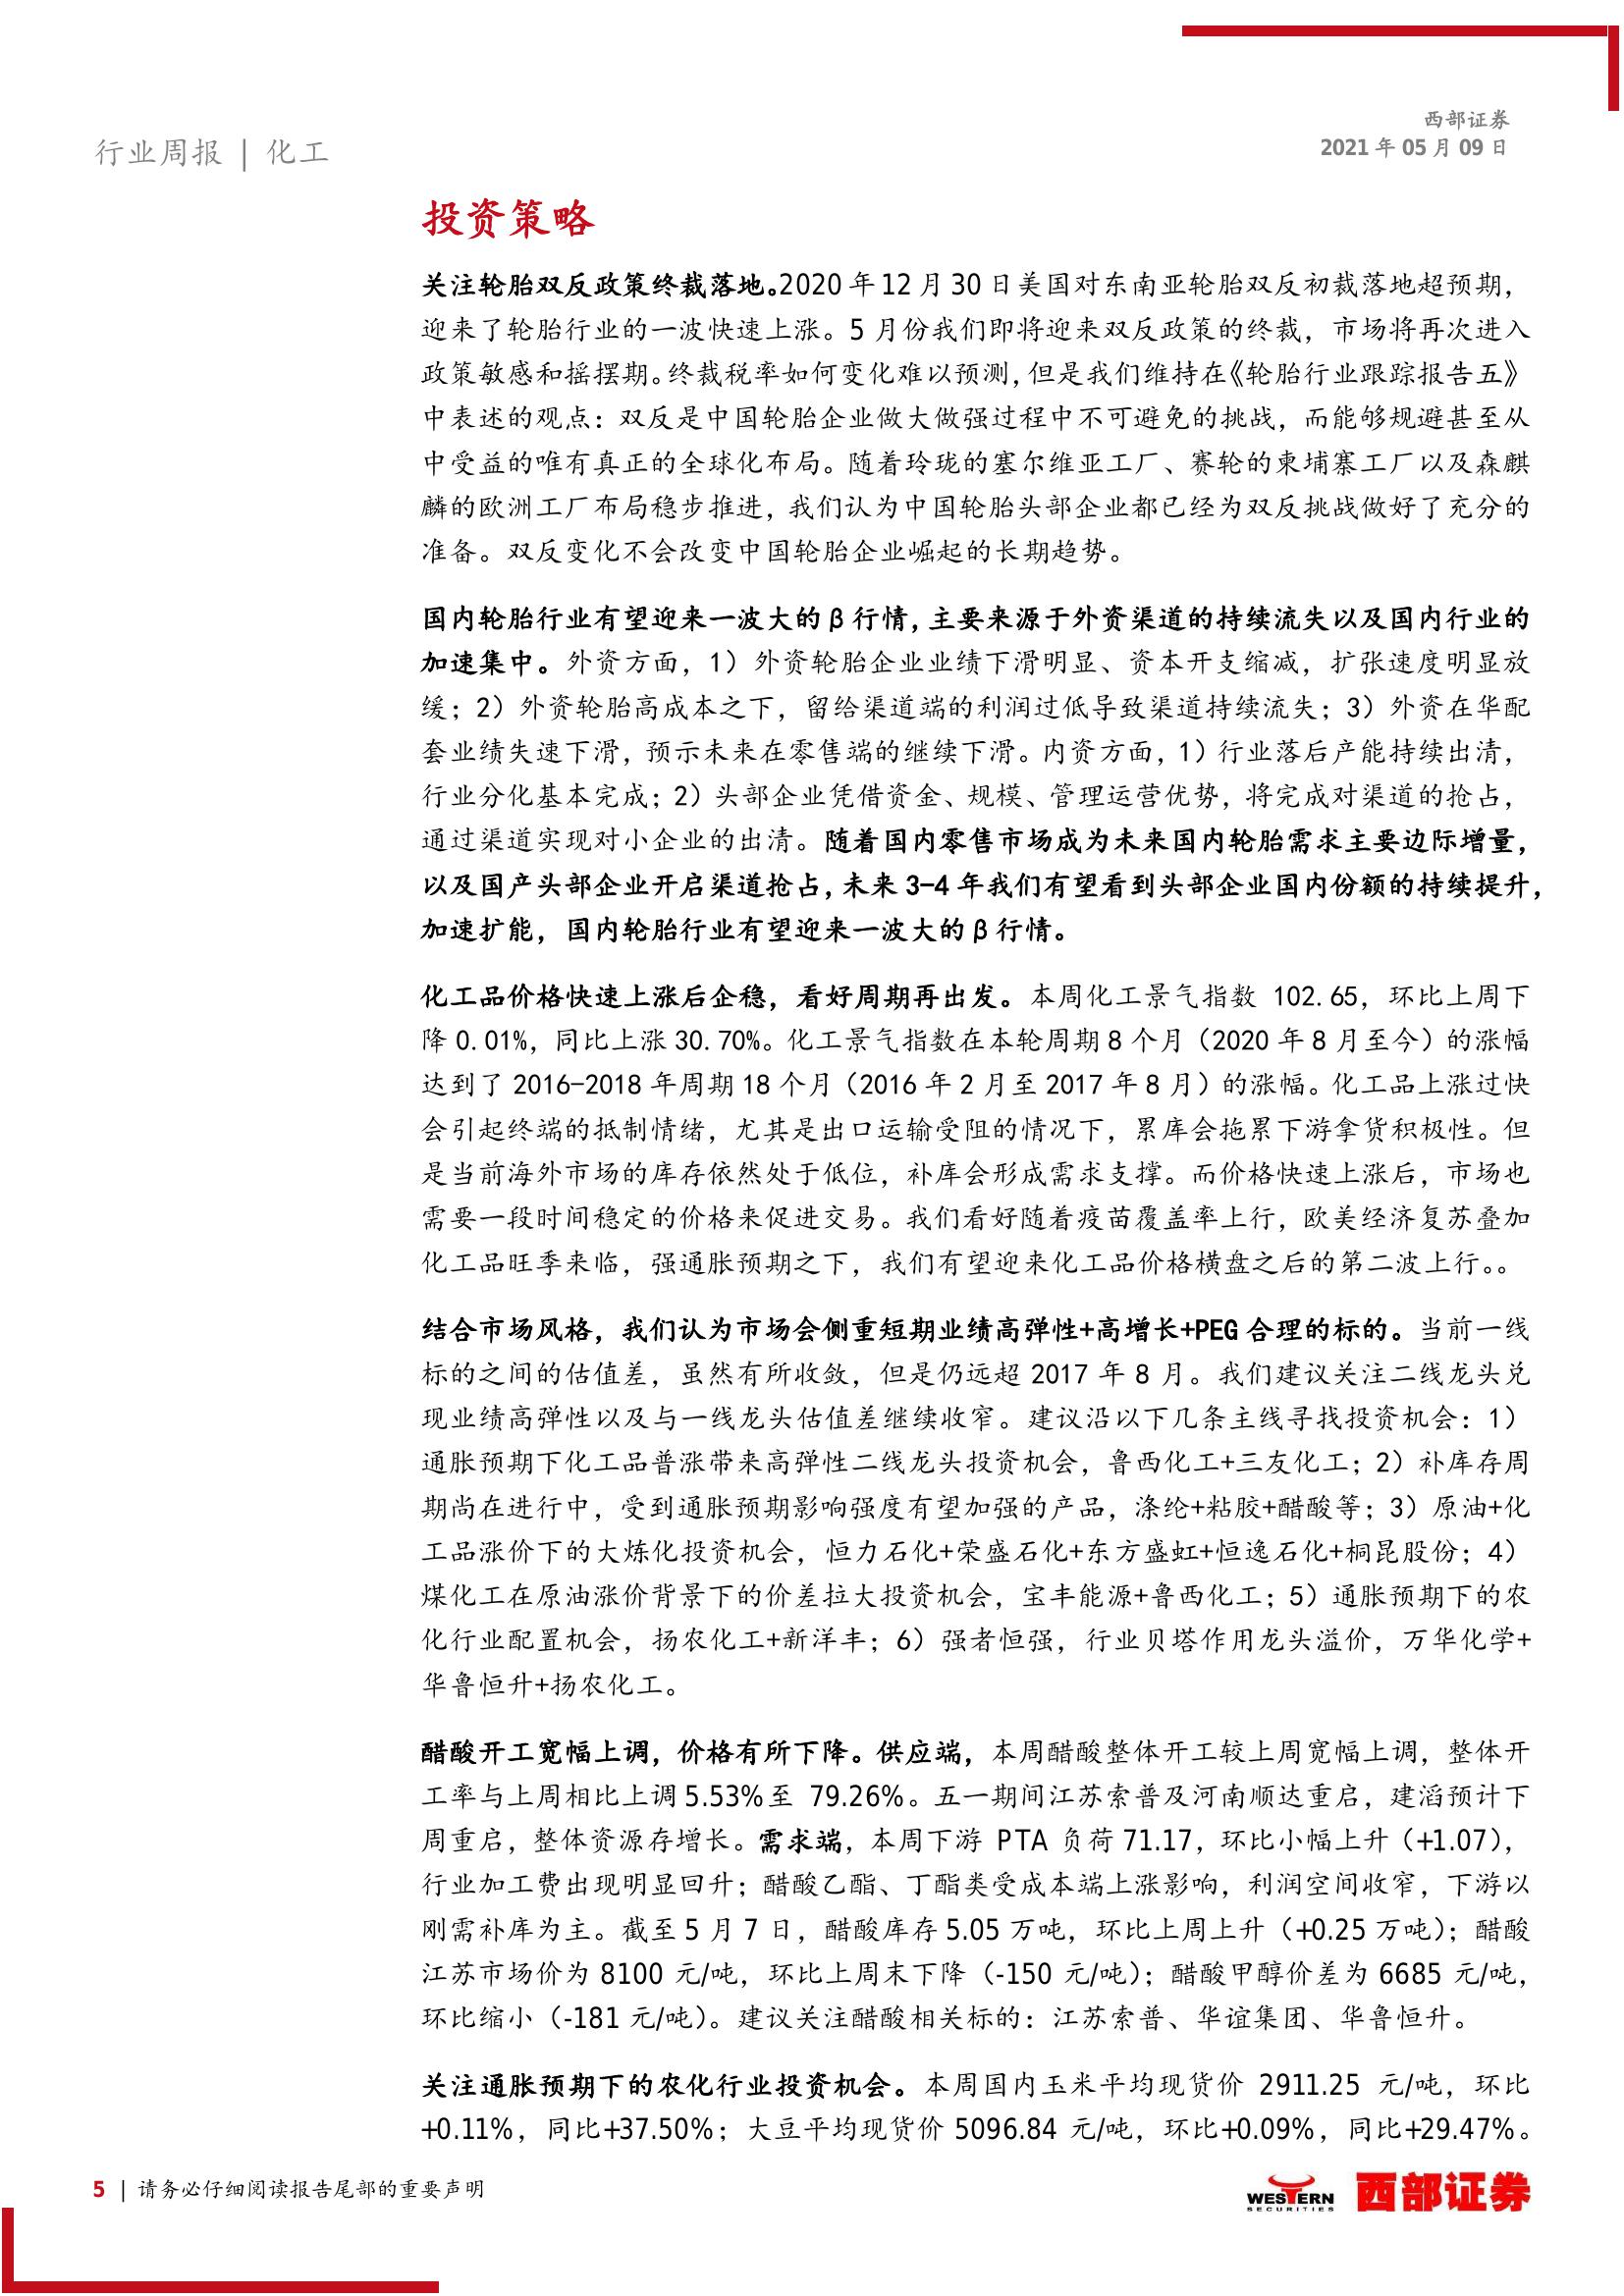 西部证券
行业周报 | 化工
2021 年 05 月 09 日
投资策略
关注轮胎双反政策终裁落地。2020 年 12 月 30 日美国对东南亚轮胎双反初裁落地超预期，
迎来了轮胎行业的一波快速上涨。5 月份我们即将迎来双反政策的终裁，市场将再次进入
政策敏感和摇摆期。终裁税率如何变化难以预测，但是我们维持在《轮胎行业跟踪报告五》
中表述的观点：双反是中国轮胎企业做大做强过程中不可避免的挑战，而能够规避甚至从
中受益的唯有真正的全球化布局。随着玲珑的塞尔维亚工厂、赛轮的柬埔寨工厂以及森麒
麟的欧洲工厂布局稳步推进，我们认为中国轮胎头部企业都已经为双反挑战做好了充分的
准备。双反变化不会改变中国轮胎企业崛起的长期趋势。
国内轮胎行业有望迎来一波大的 β 行情，主要来源于外资渠道的持续流失以及国内行业的
加速集中。外资方面，1）外资轮胎企业业绩下滑明显、资本开支缩减，扩张速度明显放
缓；2）外资轮胎高成本之下，留给渠道端的利润过低导致渠道持续流失；3）外资在华配
套业绩失速下滑，预示未来在零售端的继续下滑。内资方面，1）行业落后产能持续出清，
行业分化基本完成；2）头部企业凭借资金、规模、管理运营优势，将完成对渠道的抢占，
通过渠道实现对小企业的出清。随着国内零售市场成为未来国内轮胎需求主要边际增量，
以及国产头部企业开启渠道抢占，未来 3-4 年我们有望看到头部企业国内份额的持续提升，
加速扩能，国内轮胎行业有望迎来一波大的 β 行情。
化工品价格快速上涨后企稳，看好周期再出发。本周化工景气指数 102.65，环比上周下
降 0.01%，同比上涨 30.70%。化工景气指数在本轮周期 8 个月（2020 年 8 月至今）的涨幅
达到了 2016-2018 年周期 18 个月（2016 年 2 月至 2017 年 8 月）的涨幅。化工品上涨过快
会引起终端的抵制情绪，尤其是出口运输受阻的情况下，累库会拖累下游拿货积极性。但
是当前海外市场的库存依然处于低位，补库会形成需求支撑。而价格快速上涨后，市场也
需要一段时间稳定的价格来促进交易。我们看好随着疫苗覆盖率上行，欧美经济复苏叠加
化工品旺季来临，强通胀预期之下，我们有望迎来化工品价格横盘之后的第二波上行。。
结合市场风格，我们认为市场会侧重短期业绩高弹性+高增长+PEG 合理的标的。当前一线
标的之间的估值差，虽然有所收敛，但是仍远超 2017 年 8 月。我们建议关注二线龙头兑
现业绩高弹性以及与一线龙头估值差继续收窄。建议沿以下几条主线寻找投资机会：1）
通胀预期下化工品普涨带来高弹性二线龙头投资机会，鲁西化工+三友化工；2）补库存周
期尚在进行中，受到通胀预期影响强度有望加强的产品，涤纶+粘胶+醋酸等；3）原油+化
工品涨价下的大炼化投资机会，恒力石化+荣盛石化+东方盛虹+恒逸石化+桐昆股份；4）
煤化工在原油涨价背景下的价差拉大投资机会，宝丰能源+鲁西化工；5）通胀预期下的农
化行业配置机会，扬农化工+新洋丰；6）强者恒强，行业贝塔作用龙头溢价，万华化学+
华鲁恒升+扬农化工。
醋酸开工宽幅上调，价格有所下降。供应端，本周醋酸整体开工较上周宽幅上调，整体开
工率与上周相比上调 5.53%至 79.26%。五一期间江苏索普及河南顺达重启，建滔预计下
周重启，整体资源存增长。需求端，本周下游 PTA 负荷 71.17，环比小幅上升（+1.07），
行业加工费出现明显回升；醋酸乙酯、丁酯类受成本端上涨影响，利润空间收窄，下游以
刚需补库为主。截至 5 月 7 日，醋酸库存 5.05 万吨，环比上周上升（+0.25 万吨）；醋酸
江苏市场价为 8100 元/吨，环比上周末下降（-150 元/吨）；醋酸甲醇价差为 6685 元/吨，
环比缩小（-181 元/吨）。建议关注醋酸相关标的：江苏索普、华谊集团、华鲁恒升。
关注通胀预期下的农化行业投资机会。本周国内玉米平均现货价 2911.25 元/吨，环比
+0.11%，同比+37.50%；大豆平均现货价 5096.84 元/吨，环比+0.09%，同比+29.47%。
5 | 请务必仔细阅读报告尾部的重要声明
WESTERN
SECURITIES
西部证券